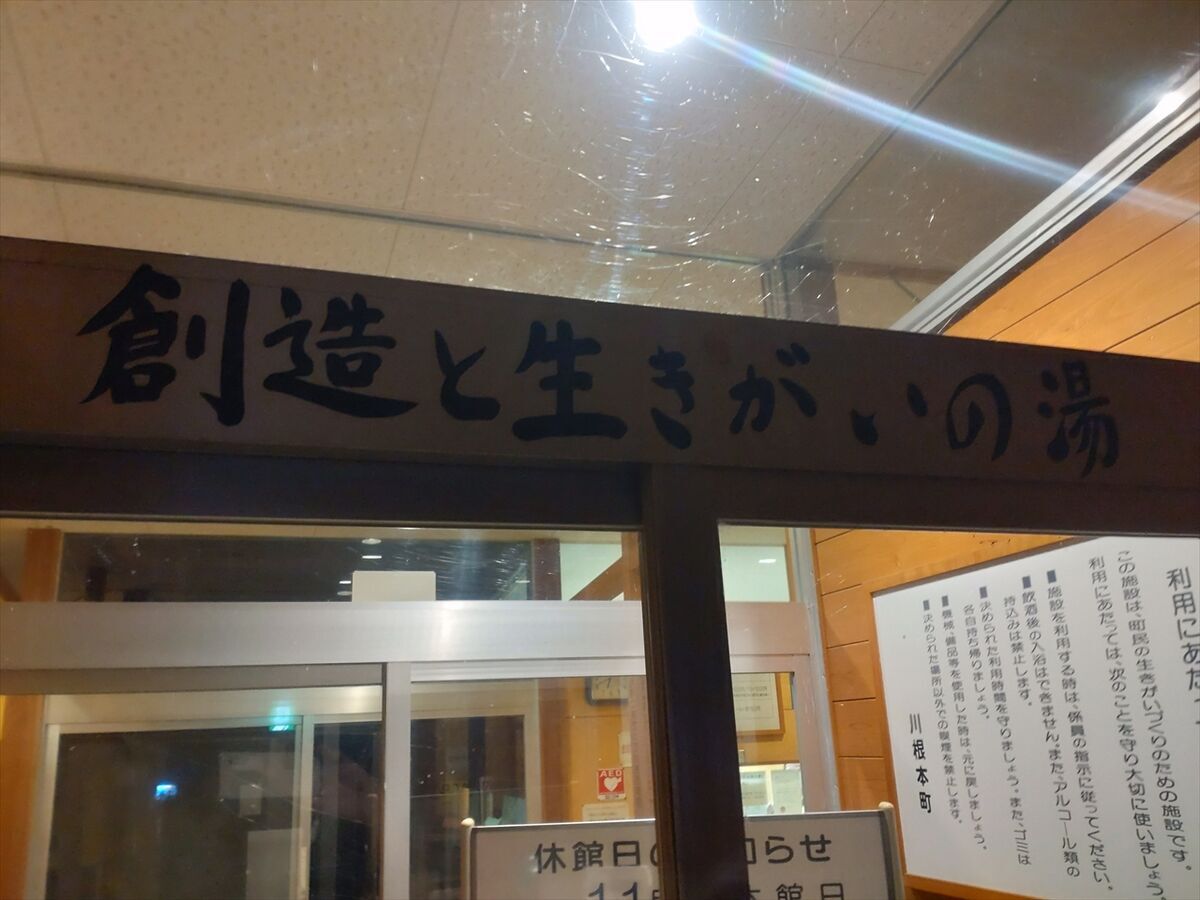 創造と生きがいの湯
利用にあた
この施設は町民の生きがいづくりのための施設です。
利用にあたっては、次のことを守り大切に使いましょう。
■施設を利用する時は、係員の指示に従ってください。
■飲酒後の入浴はできません。また、アルコール類の
持込みは禁止します。
■決められた利用時間を守りましょう。また、ゴミは
各自持ち帰りましょう。
■機械、備品等を使用した時は、元に戻しましょう。
■決められた場所以外での喫煙を禁止します。
川根本町
AED
休館日の 知らせ
11 館日